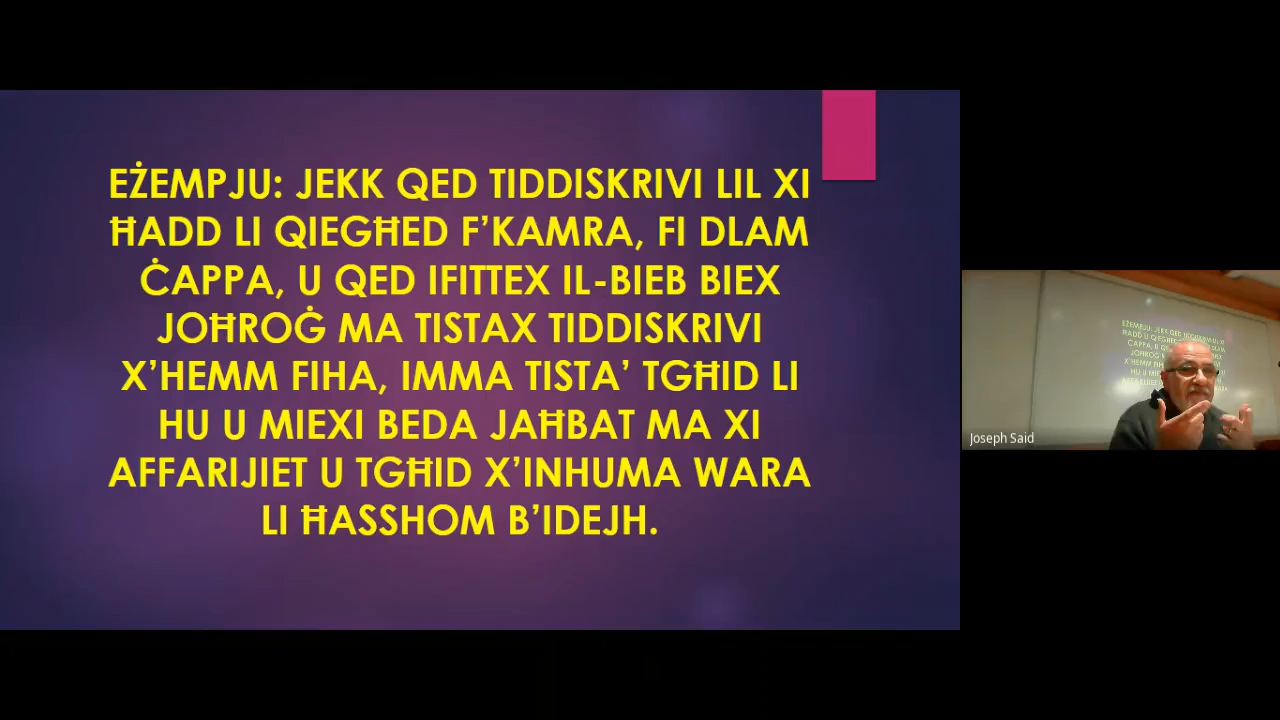 EŻEMPJU: JEKK QED TIDDISKRIVI LIL XI
ĦADD LI QIEGĦED F’KAMRA, FI DLAM
ĊAPPA, U QED IFITTEX IL-BIEB BIEX
JOĦROĠ MA TISTAX TIDDISKRIVI
X’HEMM FIHA, IMMA TISTA’ TGĦID LI
HU U MIEXI BEDA JAĦBAT MA XI
AFFARIJIET U TGĦID X’INHUMA WARA
LI ĦASSHOM B’IDEJH.
Joseph Said